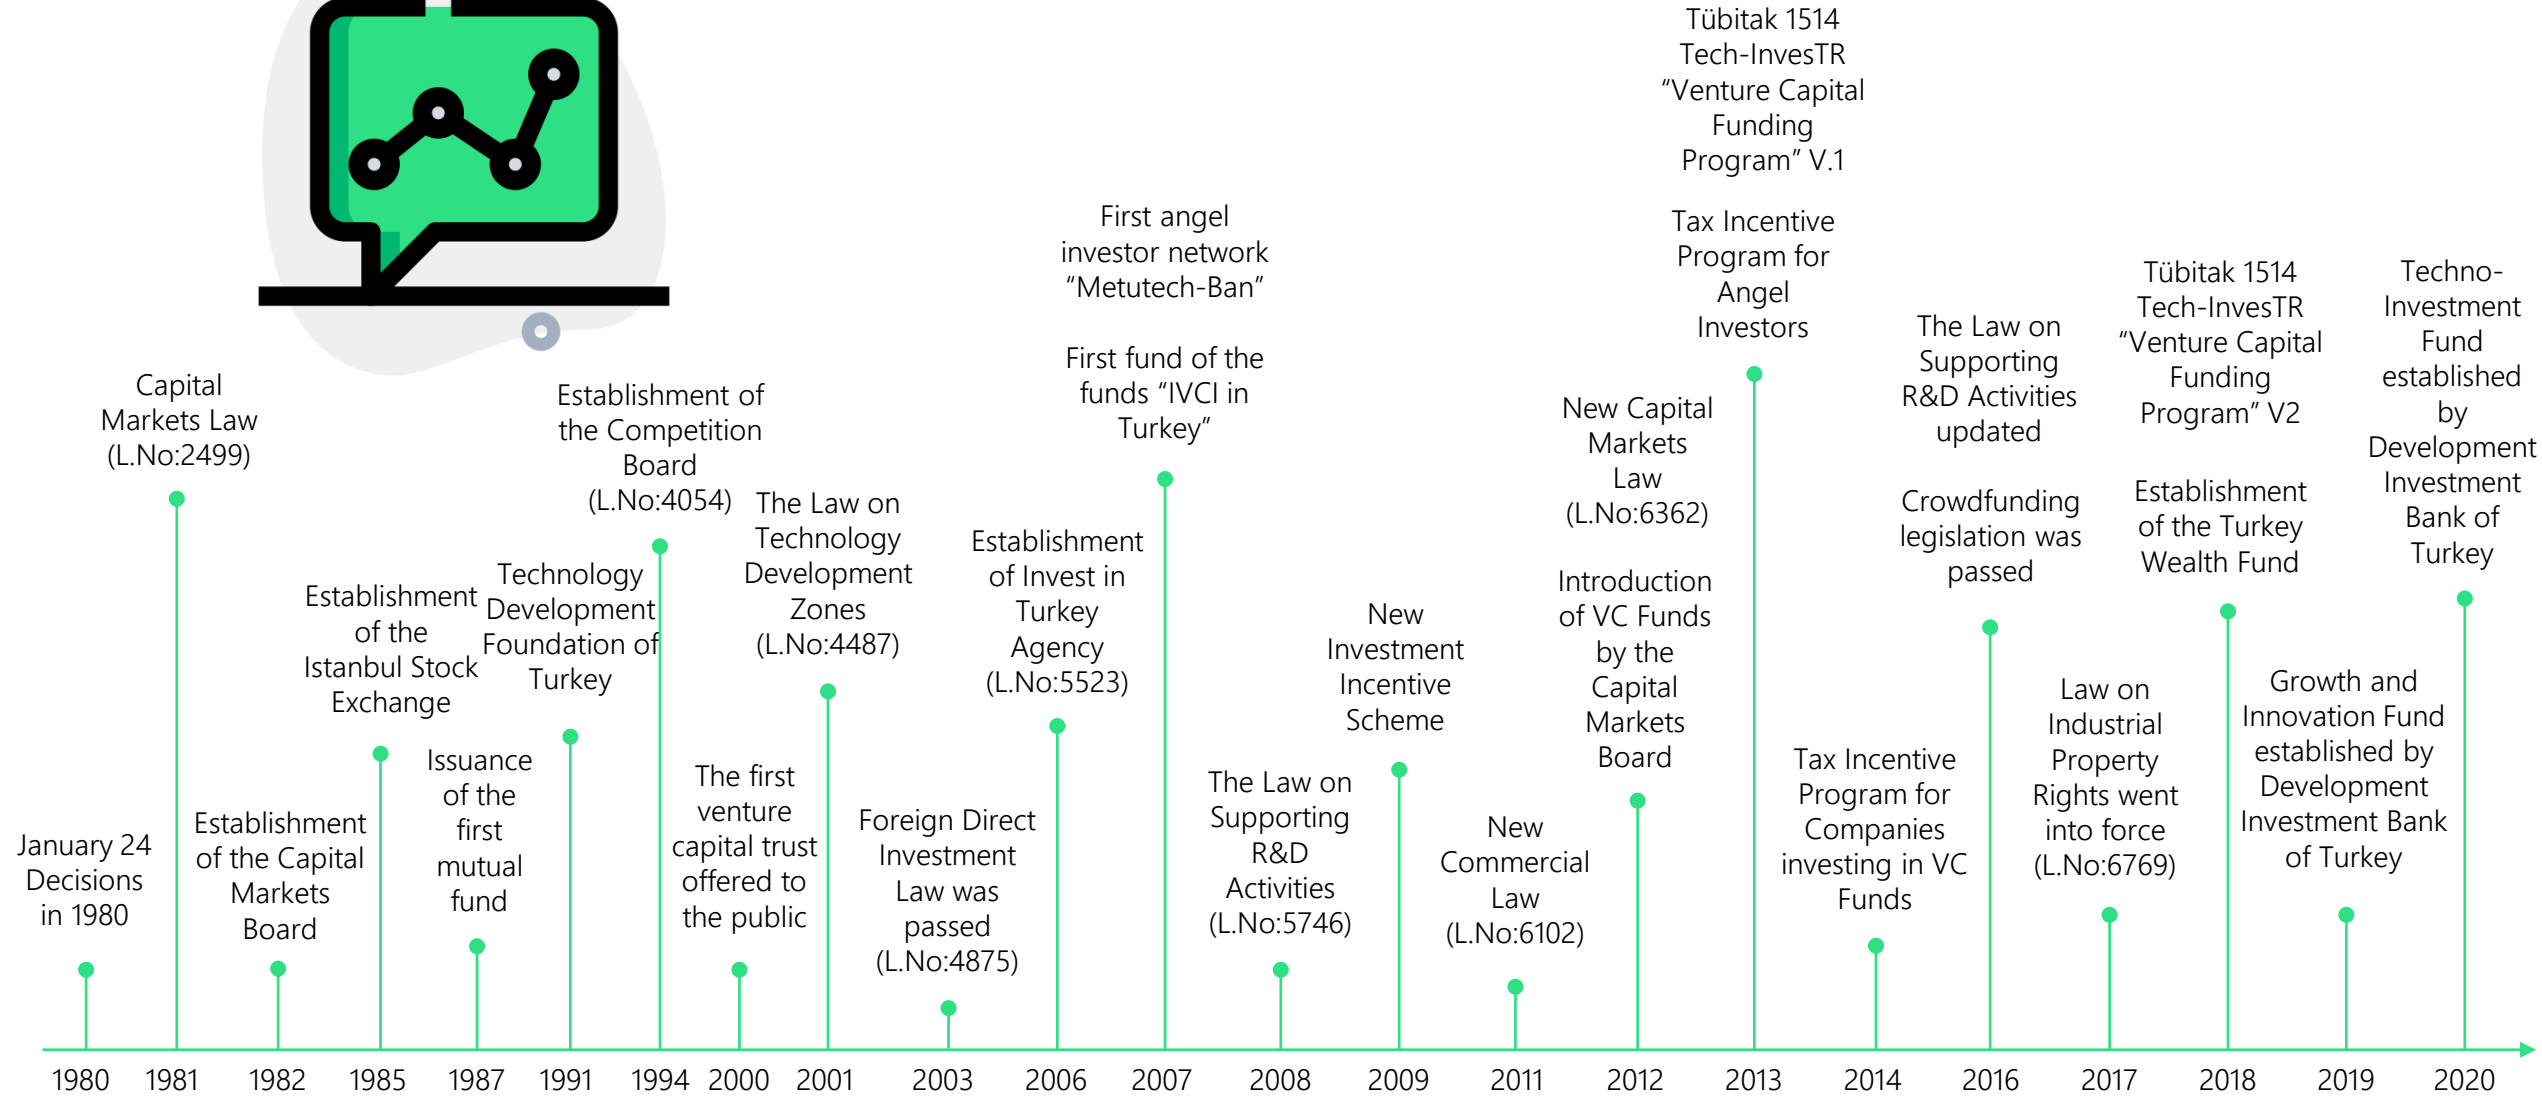 January 24
Decisions
in 1980
Capital
Markets Law
(L.No:2499)
Establishment
of the Capital
Markets
Board
Establishment
of the
Istanbul Stock
Exchange
Issuance
of the
first
mutual
fund
Technology
Development
Foundation of
Turkey
Establishment of
the Competition
Board
(L.No:4054)
The first
venture
capital trust
offered to
the public
The Law on
Technology
Development
Zones
(L.No:4487)
Foreign Direct
Investment
Law was
passed
(L.No:4875)
Establishment
of Invest in
Turkey
Agency
(L.No:5523)
First angel
investor network
“Metutech-Ban”
First fund of the
funds “IVCI in
Turkey”
The Law on
Supporting
R&D
Activities
(L.No:5746)
New
Investment
Incentive
Scheme
New
Commercial
Law
(L.No:6102)
New Capital
Markets
Law
(L.No:6362)
Introduction
of VC Funds
by the
Capital
Markets
Board
Tübitak 1514
Tech-InvesTR
“Venture Capital
Funding
Program” V.1
Tax Incentive
Program for
Angel
Investors
Tax Incentive
Program for
Companies
investing in VC
Funds
The Law on
Supporting
R&D Activities
updated
Crowdfunding
legislation was
passed
Law on
Industrial
Property
Rights went
into force
(L.No:6769)
Tübitak 1514
Tech-InvesTR
“Venture Capital
Funding
Program” V2
Establishment
of the Turkey
Wealth Fund
Growth and
Innovation Fund
established by
Development
Investment Bank
of Turkey
Techno-
Investment
Fund
established
by
Development
Investment
Bank of
Turkey
1980 1981 1982 1985 1987 1991 1994 2000 2001 2003 2006 2007 2008 2009 2011 2012 2013 2014 2016 2017 2018 2019 2020